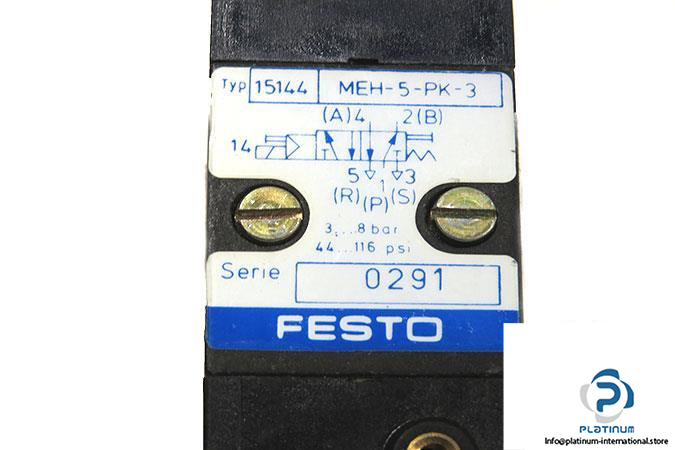 Typ 15144 MEH-5-PK-3
(A)4 2(B)
14
5 1 3
(R) (P) (S)
3...8 bar
44...116 psi
Serie 0291
FESTO
PLATINUM
Info@platinum-international.store